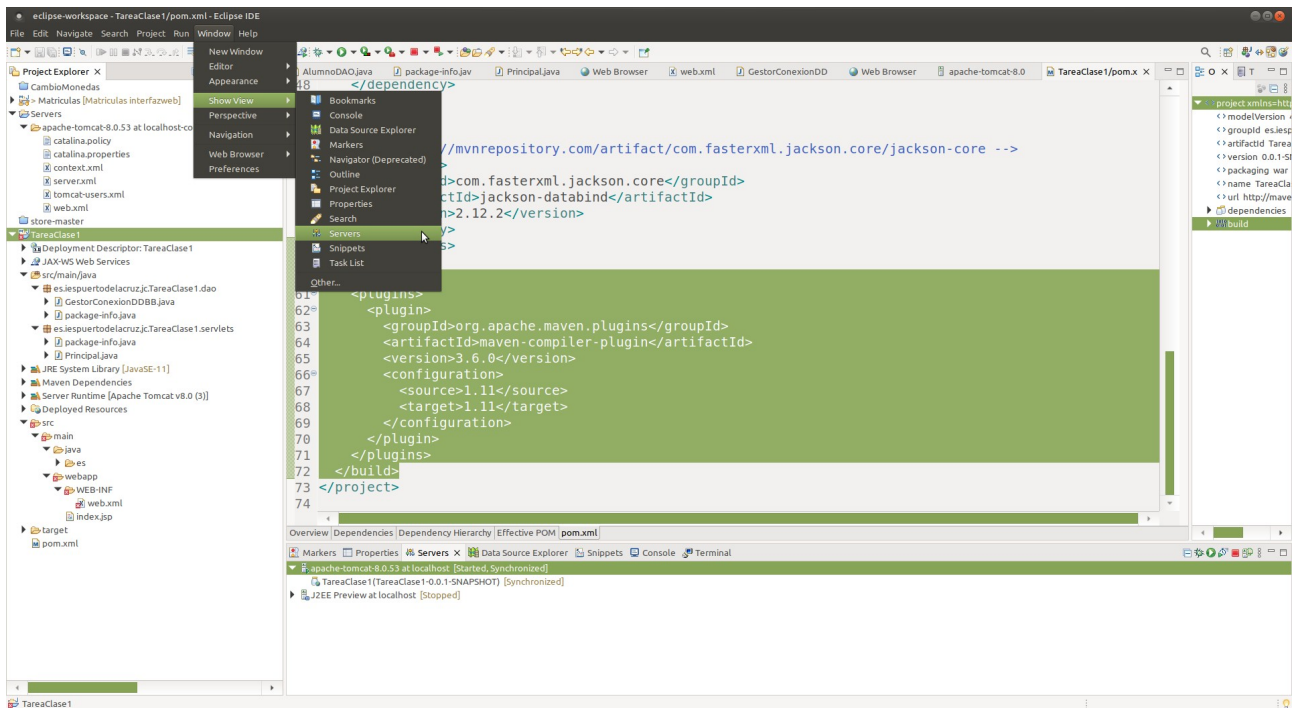 eclipse-workspace - TareaClase1/pom.xml - Eclipse IDE
File Edit Navigate Search Project Run Window Help
New Window
Editor
Appearance
Show View
Perspective
Navigation
Web Browser
Preferences
Bookmarks
Console
Data Source Explorer
Markers
Navigator (Deprecated)
Outline
Project Explorer
Properties
Search
Servers
Snippets
Task List
Other...
Project Explorer
CambioMonedas
> Matriculas [Matriculas interfazweb]
Servers
apache-tomcat-8.0.53 at localhost-co
catalina.policy
catalina.properties
context.xml
server.xml
tomcat-users.xml
web.xml
store-master
TareaClase1
Deployment Descriptor: TareaClase1
JAX-WS Web Services
src/main/java
es.iespuertodelacruz.jc.TareaClase1.dao
GestorConexionDDBB.java
package-info.java
es.iespuertodelacruz.jc.TareaClase1.servlets
package-info.java
Principal.java
JRE System Library [JavaSE-11]
Maven Dependencies
Server Runtime [Apache Tomcat v8.0 (3)]
Deployed Resources
src
main
java
es
webapp
WEB-INF
web.xml
index.jsp
target
pom.xml
AlumnoDAO.java package-info.jav Principal.java Web Browser web.xml GestorConexionDD Web Browser apache-tomcat-8.0 TareaClase1/pom.x
48 </dependency>
//mvnrepository.com/artifact/com.fasterxml.jackson.core/jackson-core -->
>
d>com.fasterxml.jackson.core</groupId>
ctId>jackson-databind</artifactId>
n>2.12.2</version>
y>
s>
61 <plugins>
62 <plugin>
63 <groupId>org.apache.maven.plugins</groupId>
64 <artifactId>maven-compiler-plugin</artifactId>
65 <version>3.6.0</version>
66 <configuration>
67 <source>1.11</source>
68 <target>1.11</target>
69 </configuration>
70 </plugin>
71 </plugins>
72 </build>
73 </project>
74
Overview Dependencies Dependency Hierarchy Effective POM pom.xml
O T
project xmlns=htt
modelVersion 4
groupId es.iesp
artifactId Tarea
version 0.0.1-S
packaging war
name TareaCla
url http://mave
dependencies
build
Markers Properties Servers Data Source Explorer Snippets Console Terminal
apache-tomcat-8.0.53 at localhost [Started, Synchronized]
TareaClase1(TareaClase1-0.0.1-SNAPSHOT) [Synchronized]
J2EE Preview at localhost [Stopped]
TareaClase1